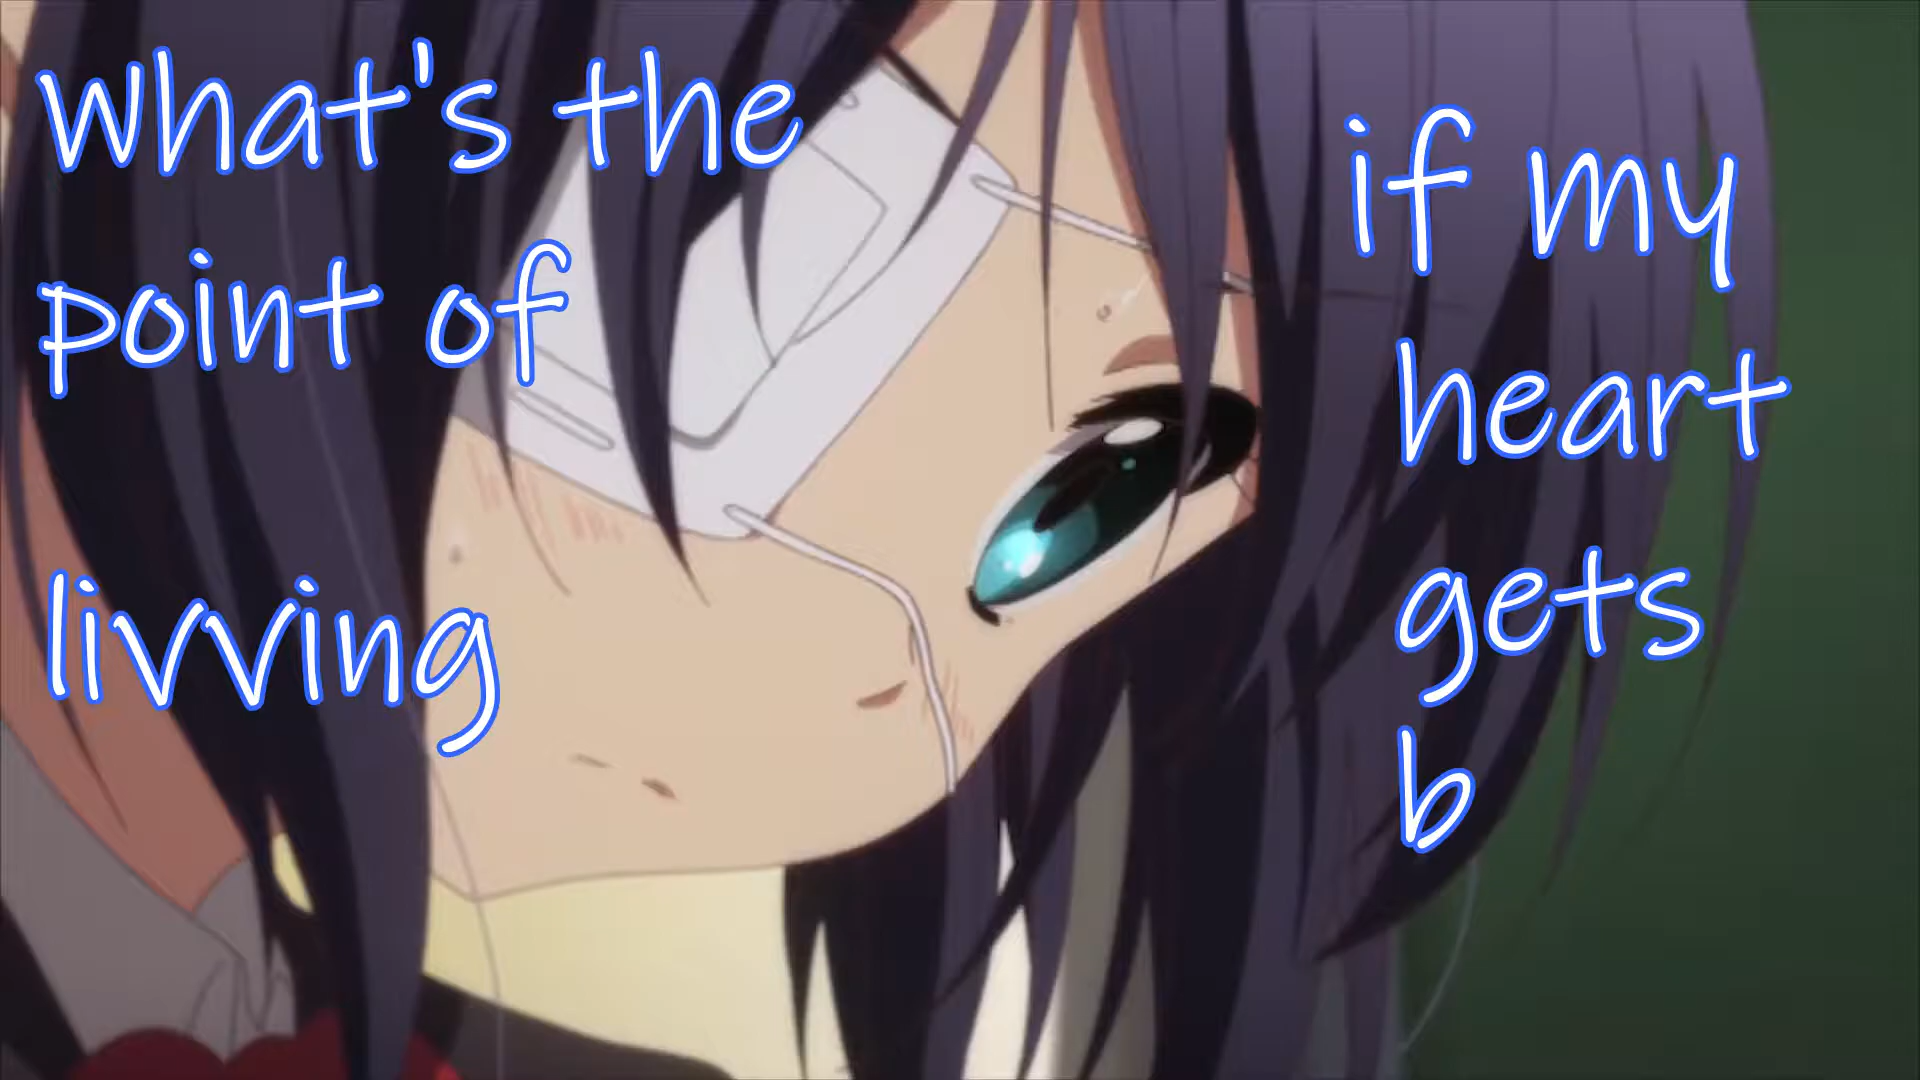 What's the
point of
livving
if my
heart
gets
b